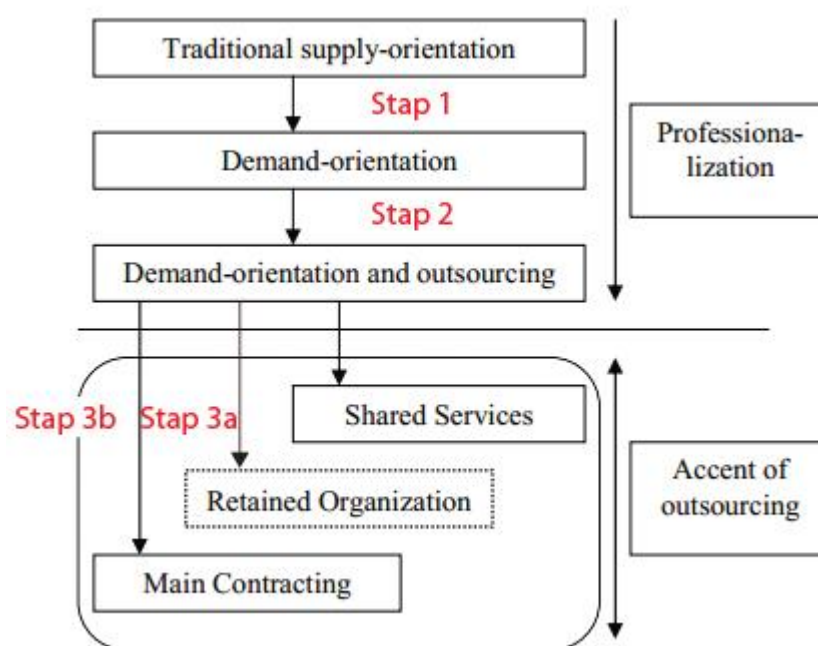 Traditional supply-orientation
Stap 1
Demand-orientation
Professiona-
lization
Stap 2
Demand-orientation and outsourcing
Stap 3b
Stap 3a
Shared Services
Retained Organization
Accent of
outsourcing
Main Contracting